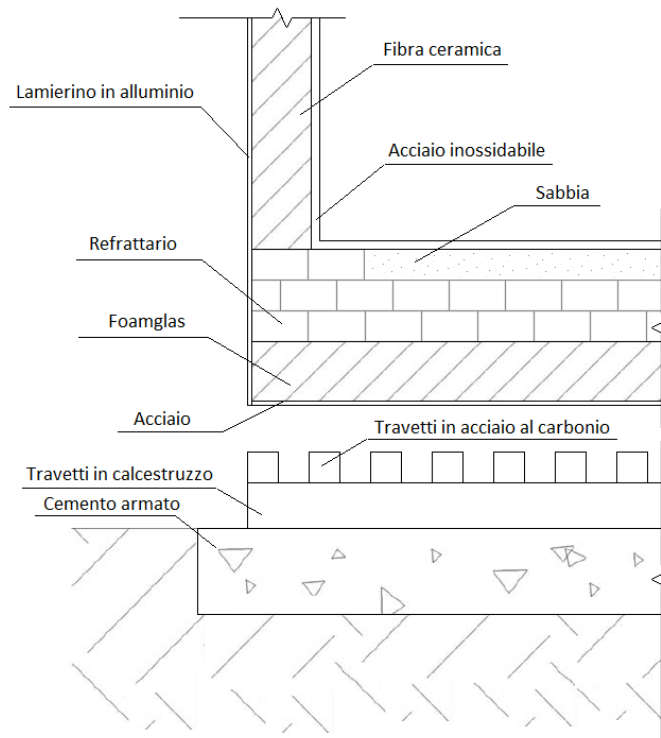 Fibra ceramica
Lamierino in alluminio
Acciaio inossidabile
Sabbia
Refrattario
Foamglas
Acciaio
Travetti in acciaio al carbonio
Travetti in calcestruzzo
Cemento armato